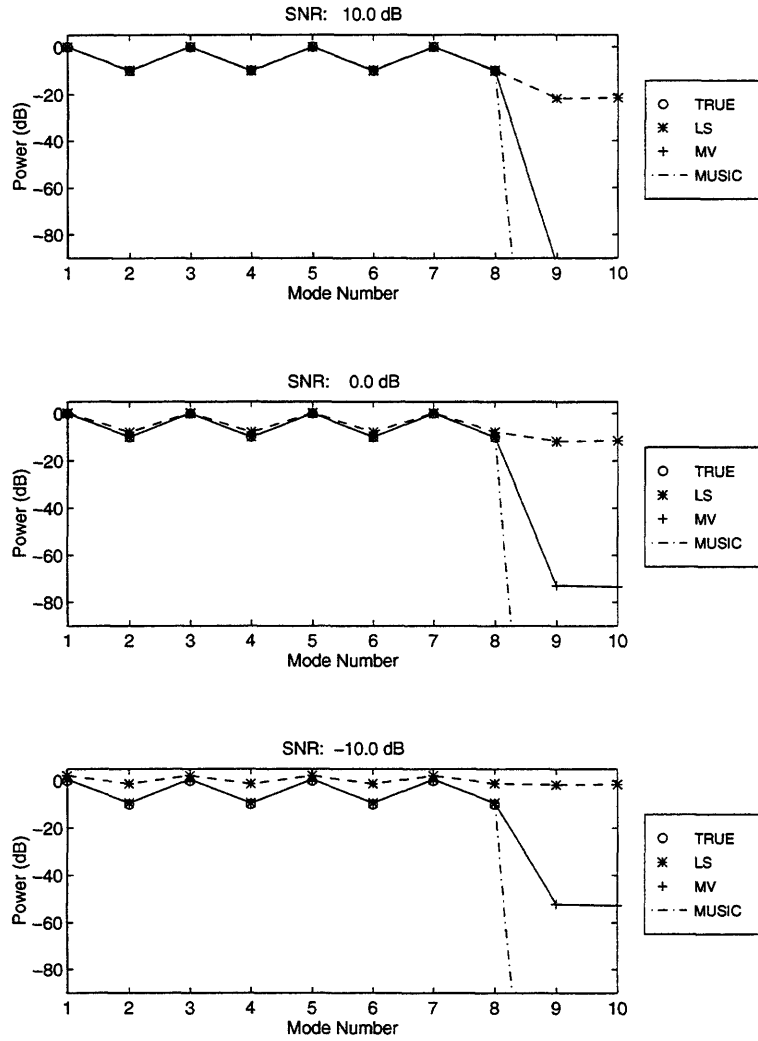 SNR: 10.0 dB
0
−20
−40
−60
−80
Power (dB)
1 2 3 4 5 6 7 8 9 10
Mode Number
TRUE
LS
MV
MUSIC
SNR: 0.0 dB
0
−20
−40
−60
−80
Power (dB)
1 2 3 4 5 6 7 8 9 10
Mode Number
TRUE
LS
MV
MUSIC
SNR: −10.0 dB
0
−20
−40
−60
−80
Power (dB)
1 2 3 4 5 6 7 8 9 10
Mode Number
TRUE
LS
MV
MUSIC